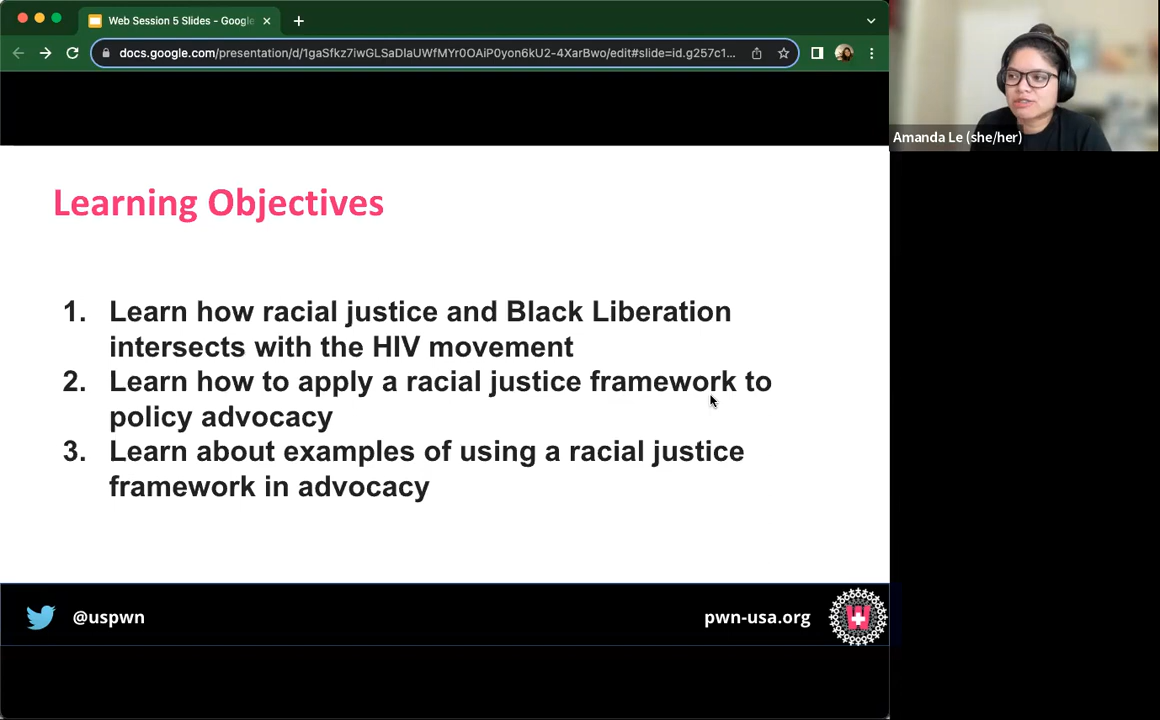 Web Session 5 Slides - Google
docs.google.com/presentation/d/1gaSfkz7iwGLSaDlaUWfMYr0OAiP0yon6kU2-4XarBwo/edit#slide=id.g257c1...
Amanda Le (she/her)
Learning Objectives
1. Learn how racial justice and Black Liberation
intersects with the HIV movement
2. Learn how to apply a racial justice framework to
policy advocacy
3. Learn about examples of using a racial justice
framework in advocacy
@uspwn
pwn-usa.org